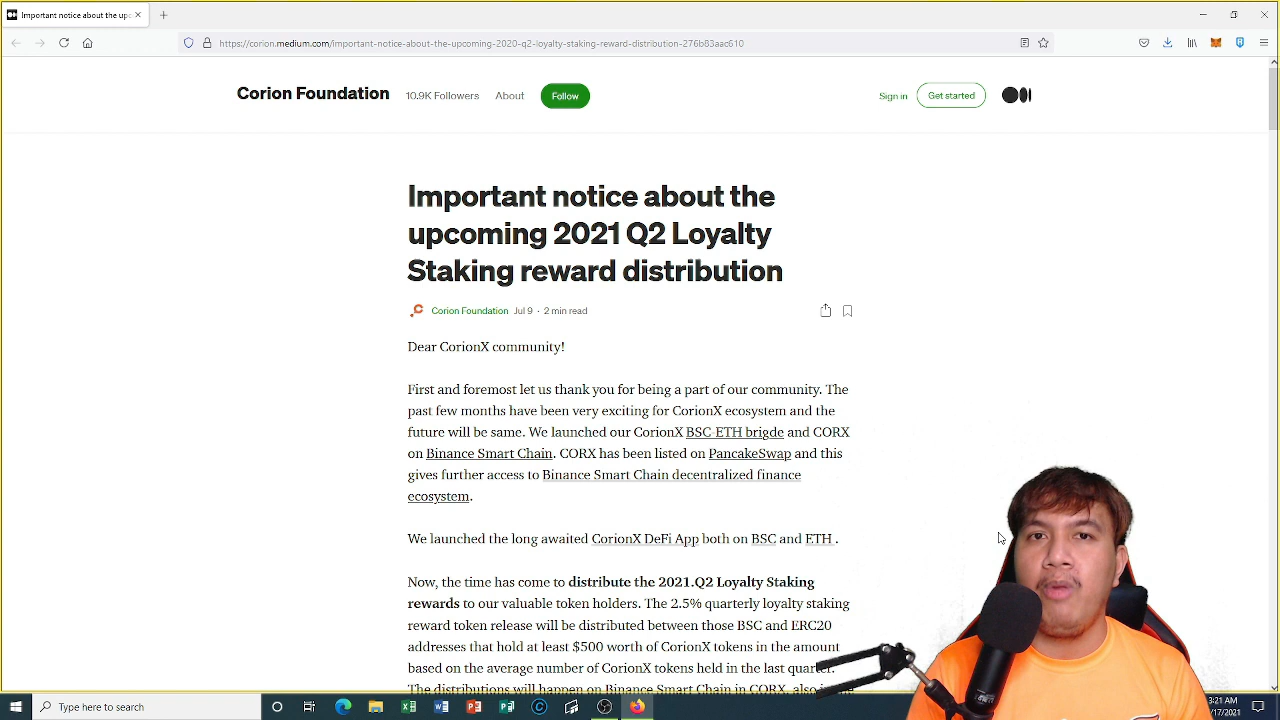 Important notice about the upc
https://corion.medium.com/important-notice-about-the-upcoming-2021-q2-loyalty-staking-reward-distribution-276b83aac610
Corion Foundation 10.9K Followers About Follow Sign in Get started
Important notice about the
upcoming 2021 Q2 Loyalty
Staking reward distribution
Corion Foundation Jul 9 · 2 min read
Dear CorionX community!
First and foremost let us thank you for being a part of our community. The
past few months have been very exciting for CorionX ecosystem and the
future will be same. We launched our CorionX BSC-ETH brigde and CORX
on Binance Smart Chain. CORX has been listed on PancakeSwap and this
gives further access to Binance Smart Chain decentralized finance
ecosystem.
We launched the long awaited CorionX DeFi App both on BSC and ETH .
Now, the time has come to distribute the 2021.Q2 Loyalty Staking
rewards to our valuable token holders. The 2.5% quarterly loyalty staking
reward token release will be distributed between those BSC and ERC20
addresses that hold at least $500 worth of CorionX tokens in the amount
based on the average number of CorionX tokens held in the last quarter.
The distributions will happen on Binance Smart Chain in CORX, also
Type here to search
:21 AM
/17/2021